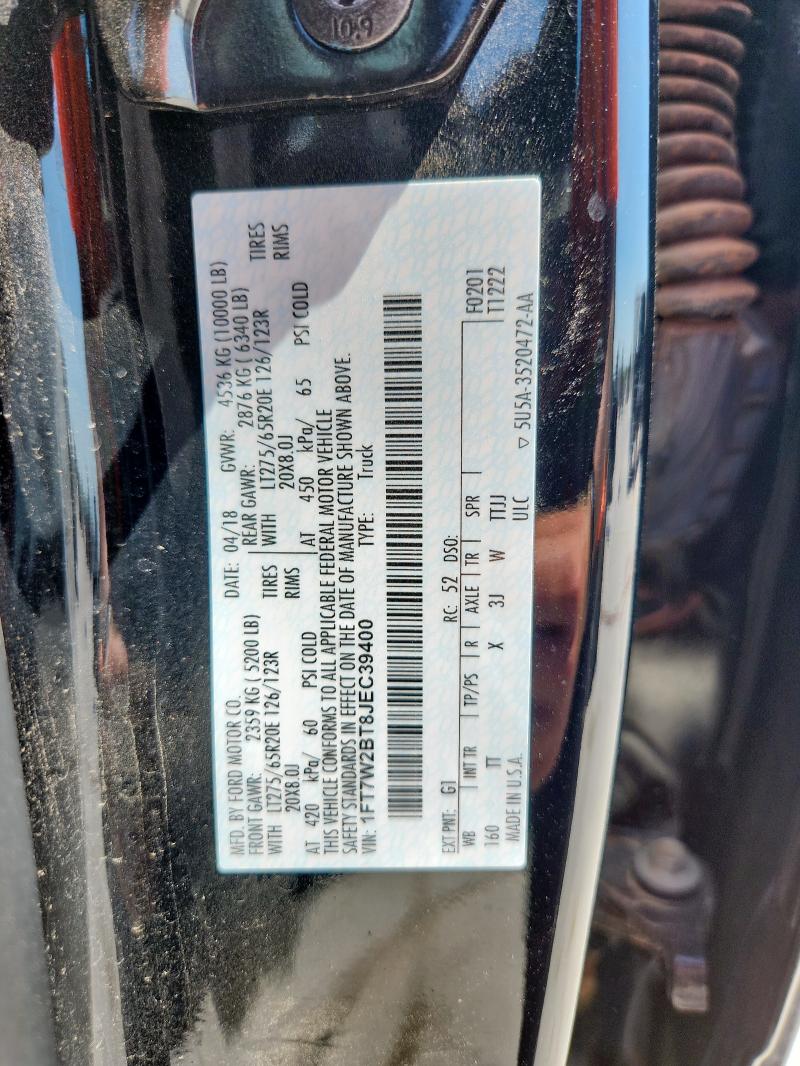 10.9
MFD. BY FORD MOTOR CO.
DATE: 04/18 GVWR: 4536 KG (10000 LB)
FRONT GAWR: 2359 KG ( 5200 LB) REAR GAWR: 2876 KG ( 6340 LB)
WITH LT275/65R20E 126/123R TIRES WITH LT275/65R20E 126/123R TIRES
20X8.0J RIMS 20X8.0J RIMS
AT 420 kPa/ 60 PSI COLD AT 450 kPa/ 65 PSI COLD
THIS VEHICLE CONFORMS TO ALL APPLICABLE FEDERAL MOTOR VEHICLE
SAFETY STANDARDS IN EFFECT ON THE DATE OF MANUFACTURE SHOWN ABOVE.
VIN: 1FT7W2BT8JEC39400 TYPE: Truck
EXT PNT: G1 RC: 52 DSO:
WB INT TR TP/PS R AXLE TR SPR F0201
160 TT X 3J W TTJJ T1222
MADE IN U.S.A. ULC
▽ 5U5A-3520472-AA